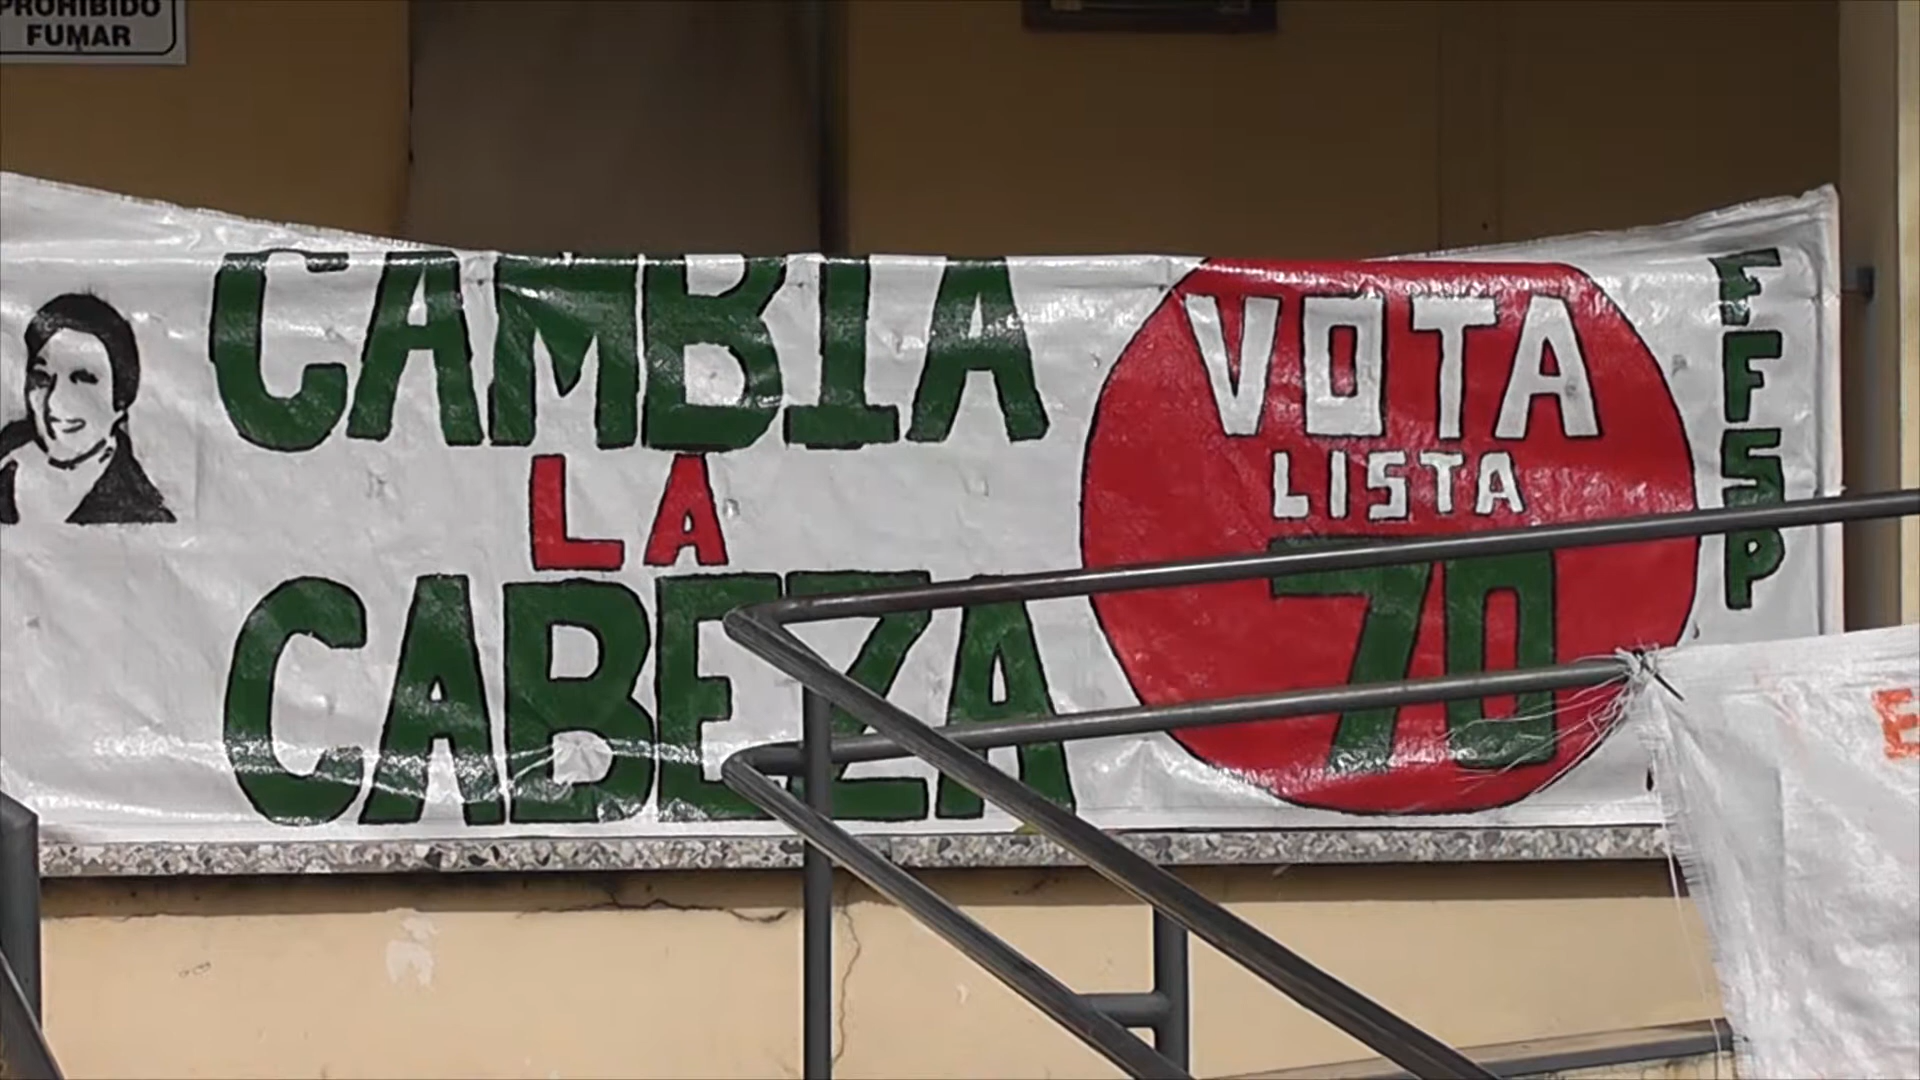 PROHIBIDO
FUMAR
CAMBIA
LA
CABEZA
VOTA
LISTA
70
FFSP
E